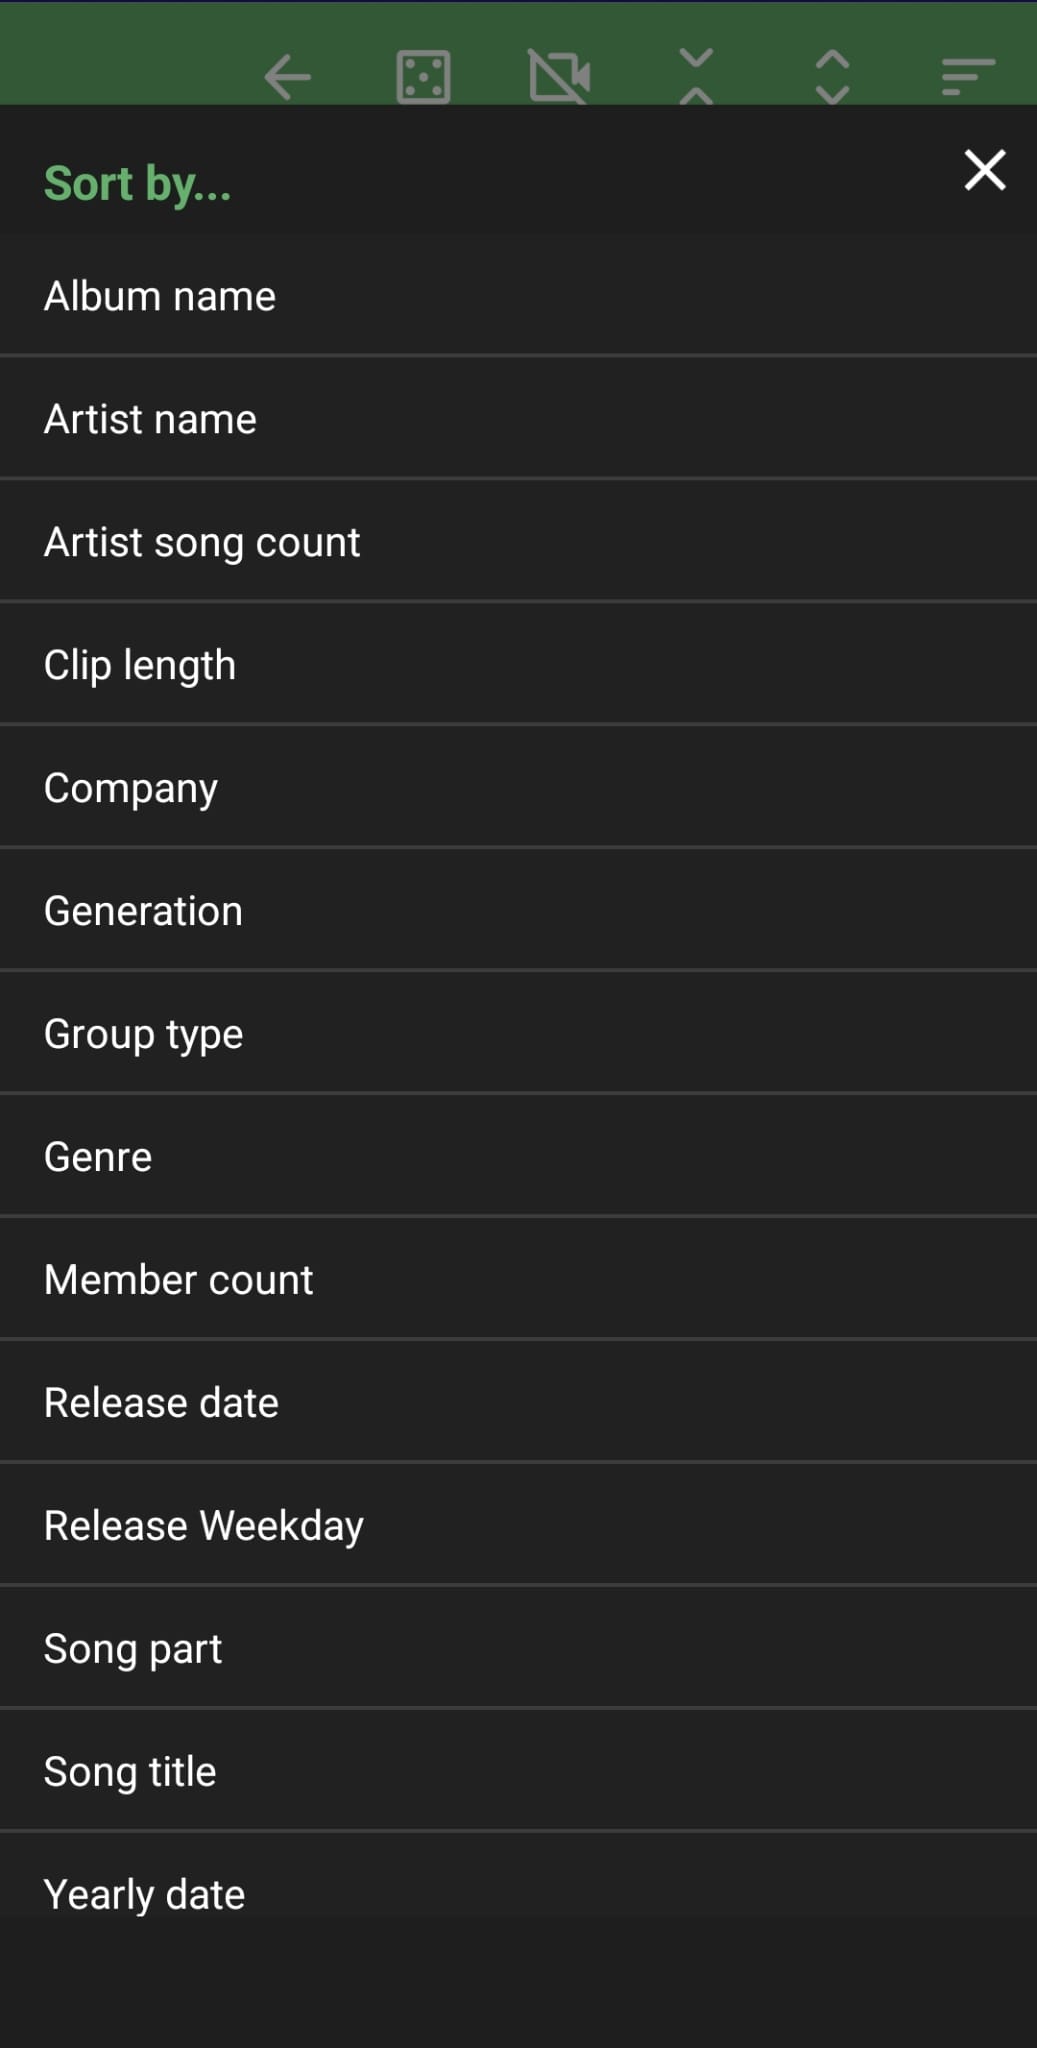 Sort by...
Album name
Artist name
Artist song count
Clip length
Company
Generation
Group type
Genre
Member count
Release date
Release Weekday
Song part
Song title
Yearly date